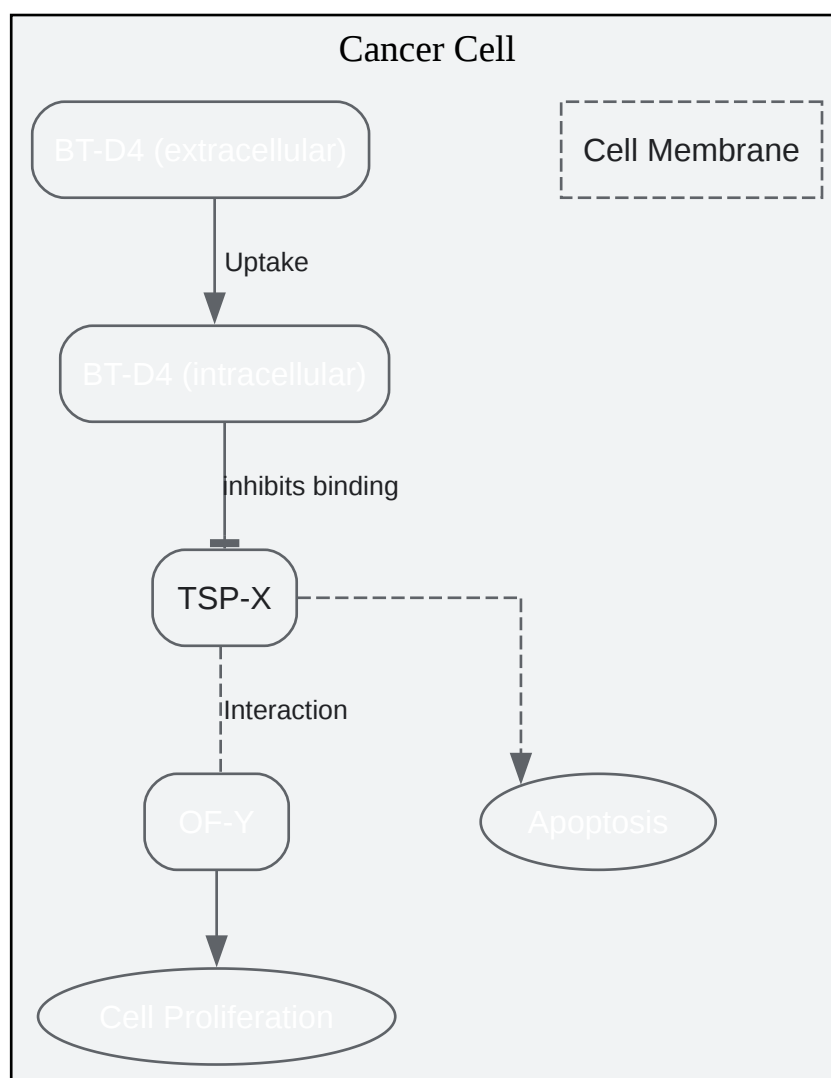 Cancer Cell
BT-D4 (extracellular)
Cell Membrane
Uptake
BT-D4 (intracellular)
inhibits binding
TSP-X
Interaction
OF-Y
Apoptosis
Cell Proliferation